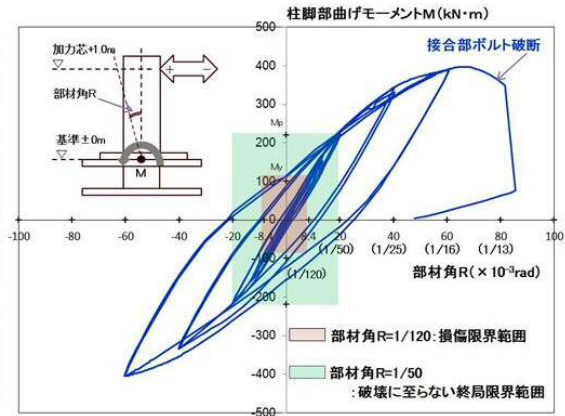 柱脚部曲げモーメントM(kN・m)
500
400
300
200
100
0
-100
-200
-300
-400
-500
Mp
My
接合部ボルト破断
加力芯+1.0m
部材角R
基準±0m
+
-
M
-100 -80 -60 -40 -20 -8.4 8.4 20 40 60 80 100
(1/120) (1/50) (1/25) (1/16) (1/13)
部材角R(×10⁻³rad)
部材角R=1/120:損傷限界範囲
部材角R=1/50
:破壊に至らない終局限界範囲